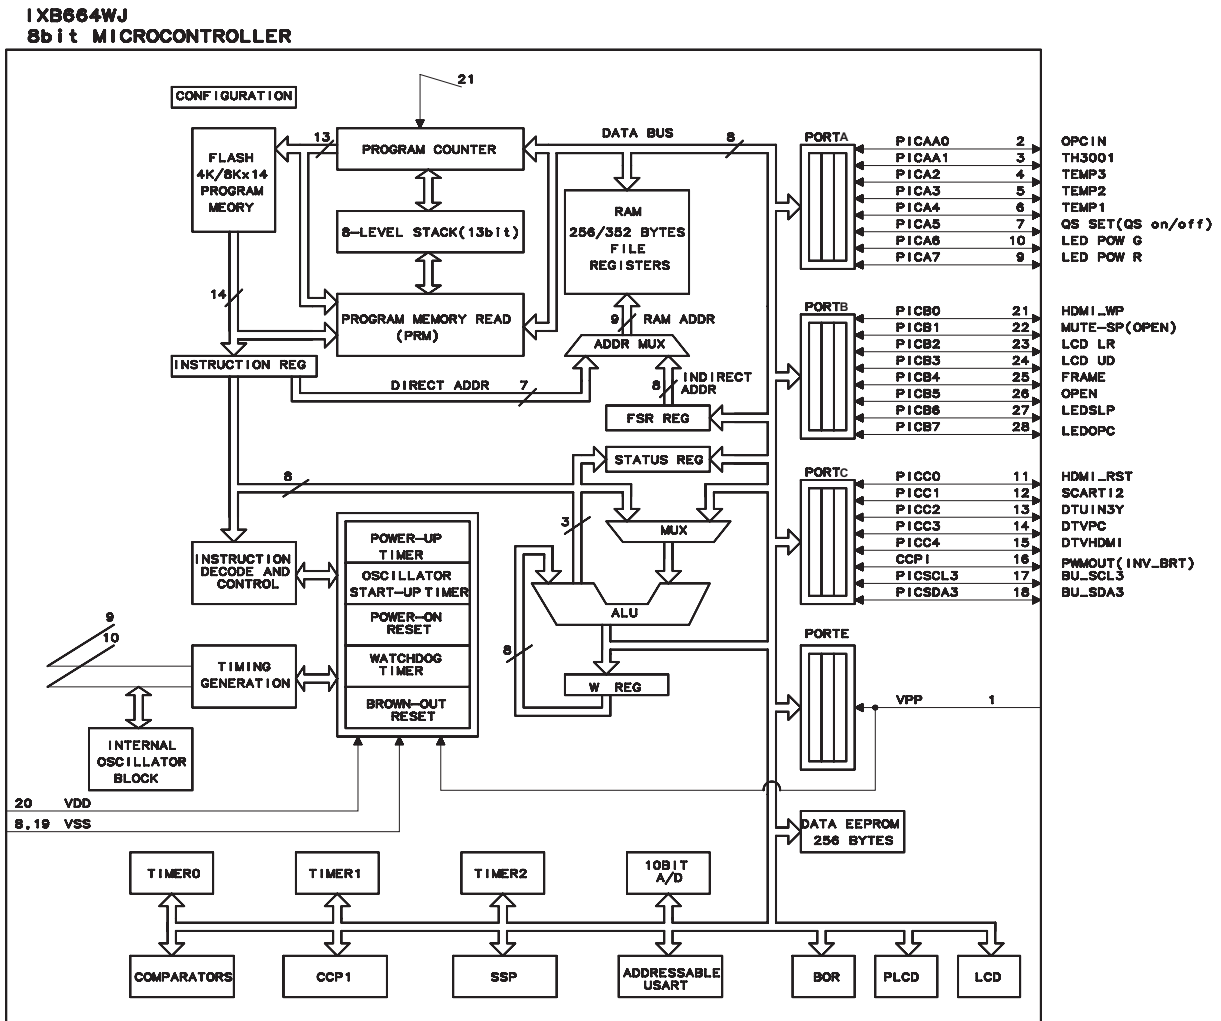 IXB664WJ
8bit MICROCONTROLLER
CONFIGURATION
21
FLASH
4K/8Kx14
PROGRAM
MEORY
13
PROGRAM COUNTER
DATA BUS
8
8-LEVEL STACK(13bit)
RAM
256/352 BYTES
FILE
REGISTERS
14
PROGRAM MEMORY READ
(PRM)
9
RAM ADDR
ADDR MUX
INSTRUCTION REG
DIRECT ADDR
7
8
INDIRECT
ADDR
FSR REG
STATUS REG
8
3
MUX
INSTRUCTION
DECODE AND
CONTROL
POWER-UP
TIMER
OSCILLATOR
START-UP TIMER
POWER-ON
RESET
WATCHDOG
TIMER
BROWN-OUT
RESET
ALU
8
W REG
9
10
TIMING
GENERATION
INTERNAL
OSCILLATOR
BLOCK
20 VDD
8,19 VSS
PORTA
PICAA0 2 OPCIN
PICAA1 3 TH3001
PICA2 4 TEMP3
PICA3 5 TEMP2
PICA4 6 TEMP1
PICA5 7 QS SET(QS on/off)
PICA6 10 LED POW G
PICA7 9 LED POW R
PORTB
PICB0 21 HDMI_WP
PICB1 22 MUTE-SP(OPEN)
PICB2 23 LCD LR
PICB3 24 LCD UD
PICB4 25 FRAME
PICB5 26 OPEN
PICB6 27 LEDSLP
PICB7 28 LEDOPC
PORTC
PICC0 11 HDMI_RST
PICC1 12 SCARTI2
PICC2 13 DTUIN3Y
PICC3 14 DTVPC
PICC4 15 DTVHDMI
CCPI 16 PWMOUT(INV_BRT)
PICSCL3 17 BU_SCL3
PICSDA3 18 BU_SDA3
PORTE
VPP 1
DATA EEPROM
256 BYTES
TIMER0
TIMER1
TIMER2
10BIT
A/D
COMPARATORS
CCP1
SSP
ADDRESSABLE
USART
BOR
PLCD
LCD